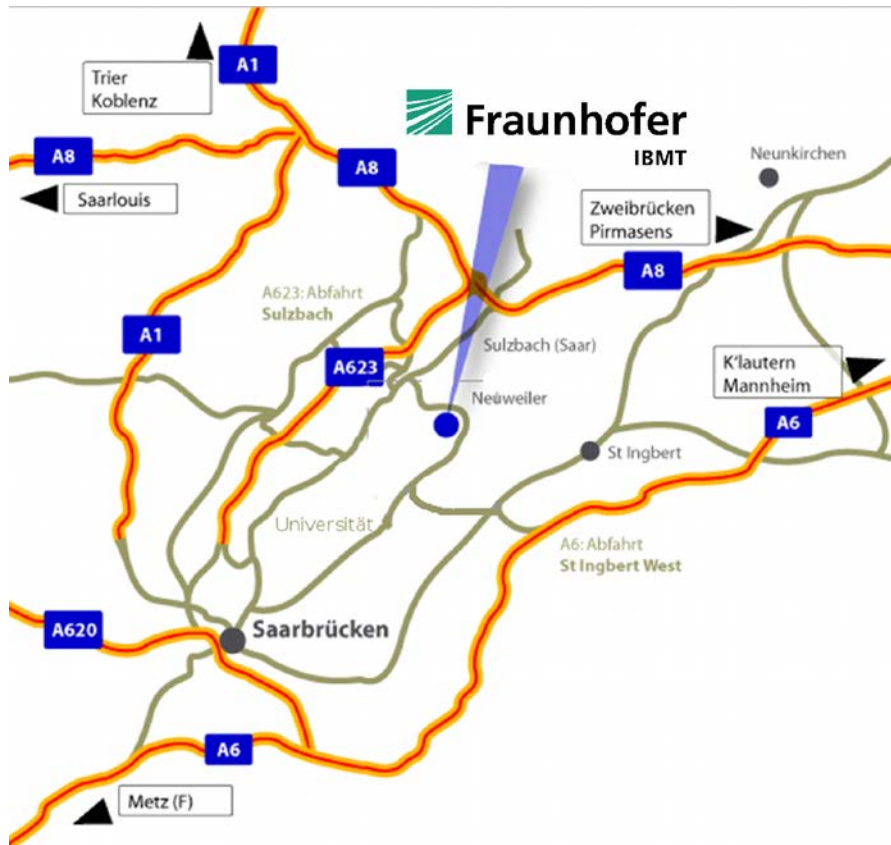 A1
Trier
Koblenz
A8
Saarlouis
A8
Fraunhofer
IBMT
Neunkirchen
Zweibrücken
Pirmasens
A8
A623: Abfahrt
Sulzbach
A1
A623
Sulzbach (Saar)
Neuweiler
K'lautern
Mannheim
A6
St Ingbert
Universität
A6: Abfahrt
St Ingbert West
A620
Saarbrücken
A6
Metz (F)